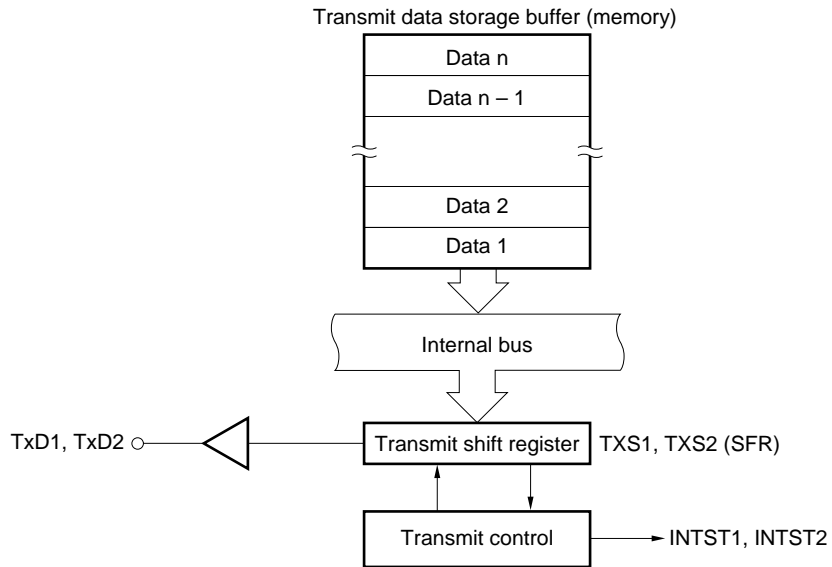 Transmit data storage buffer (memory)
Data n
Data n – 1
Data 2
Data 1
Internal bus
TxD1, TxD2
Transmit shift register
TXS1, TXS2 (SFR)
Transmit control
INTST1, INTST2